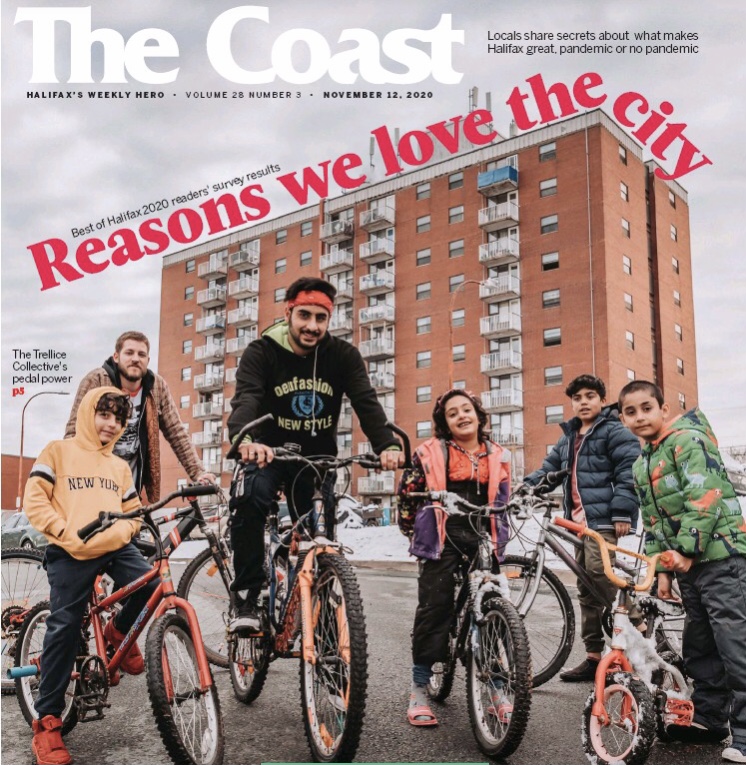 The Coast
HALIFAX'S WEEKLY HERO • VOLUME 28 NUMBER 3 • NOVEMBER 12, 2020
Locals share secrets about what makes
Halifax great, pandemic or no pandemic
Best of Halifax 2020 readers' survey results
Reasons we love the city
The Trellice
Collective's
pedal power
p5
Deafashion
NEW STYLE
NEW YORK